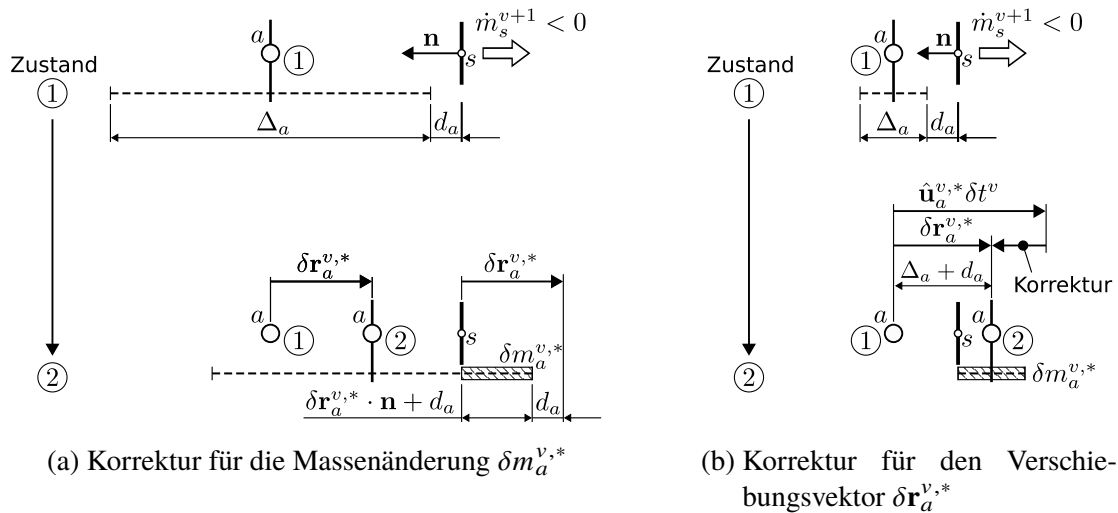 a
①
n
s
ṁ_s^{v+1} < 0
Zustand
①
Δ_a
d_a
δr_a^{v,*}
δr_a^{v,*}
a
①
a
②
s
②
δm_a^{v,*}
δr_a^{v,*} · n + d_a
d_a
(a) Korrektur für die Massenänderung δm_a^{v,*}
a
①
n
s
ṁ_s^{v+1} < 0
Zustand
①
Δ_a
d_a
û_a^{v,*}δt^v
δr_a^{v,*}
Δ_a + d_a
Korrektur
a
①
s
a
②
②
δm_a^{v,*}
(b) Korrektur für den Verschie-
bungsvektor δr_a^{v,*}